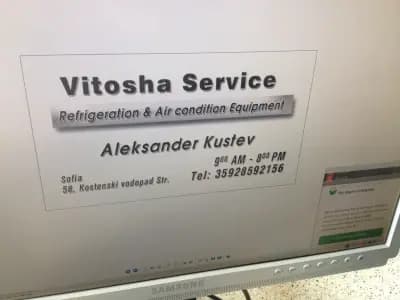 Vitosha Service
Refrigeration & Air condition Equipment
Aleksander Kustev
9⁰⁰ AM - 8⁰⁰ PM
Sofia
58, Kostenski vodopad Str.
Tel: 35928592156
SAMSUNG